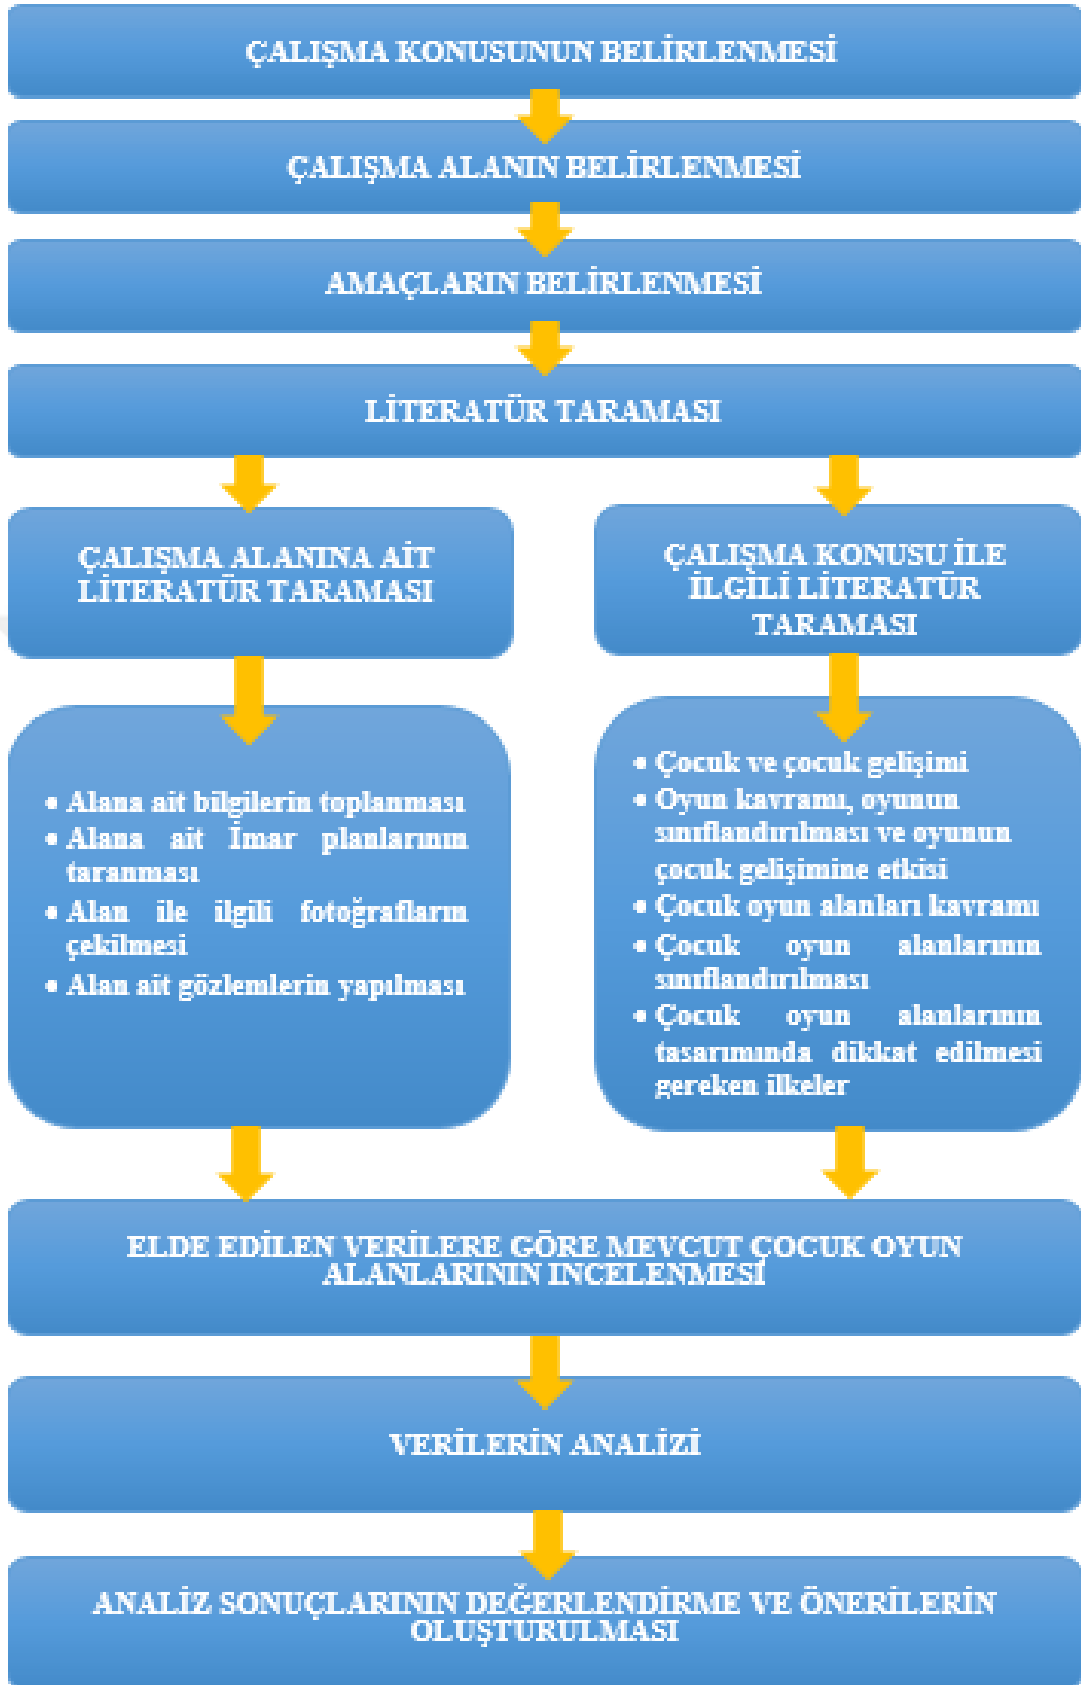 ÇALIŞMA KONUSUNUN BELİRLENMESİ
ÇALIŞMA ALANIN BELİRLENMESİ
AMAÇLARIN BELİRLENMESİ
LİTERATÜR TARAMASI
ÇALIŞMA ALANINA AİT
LİTERATÜR TARAMASI
ÇALIŞMA KONUSU İLE
İLGİLİ LİTERATÜR
TARAMASI
• Alana ait bilgilerin toplanması
• Alana ait İmar planlarının
taranması
• Alan ile ilgili fotoğrafların
çekilmesi
• Alan ait gözlemlerin yapılması
• Çocuk ve çocuk gelişimi
• Oyun kavramı, oyunun
sınıflandırılması ve oyunun
çocuk gelişimine etkisi
• Çocuk oyun alanları kavramı
• Çocuk oyun alanlarının
sınıflandırılması
• Çocuk oyun alanlarının
tasarımında dikkat edilmesi
gereken ilkeler
ELDE EDİLEN VERİLERE GÖRE MEVCUT ÇOCUK OYUN
ALANLARININ INCELENMESİ
VERİLERİN ANALİZİ
ANALİZ SONUÇLARININ DEĞERLENDİRME VE ÖNERİLERİN
OLUŞTURULMASI